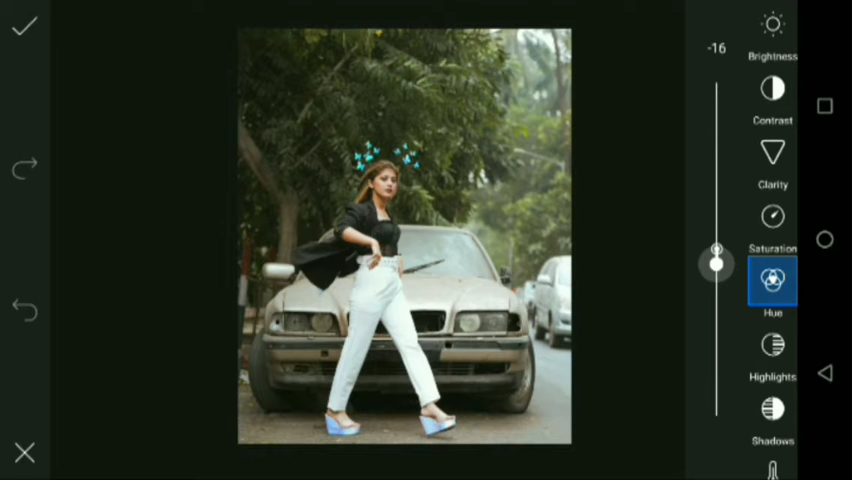 -16
Brightness
Contrast
Clarity
Saturation
Hue
Highlights
Shadows